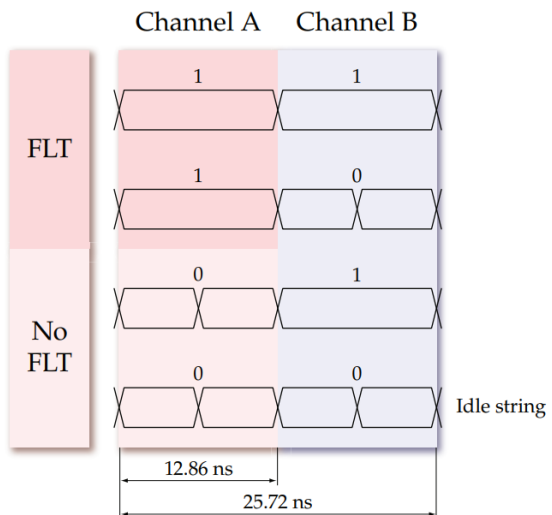 Channel A Channel B
FLT
1 1
1 0
No
FLT
0 1
0 0
Idle string
12.86 ns
25.72 ns